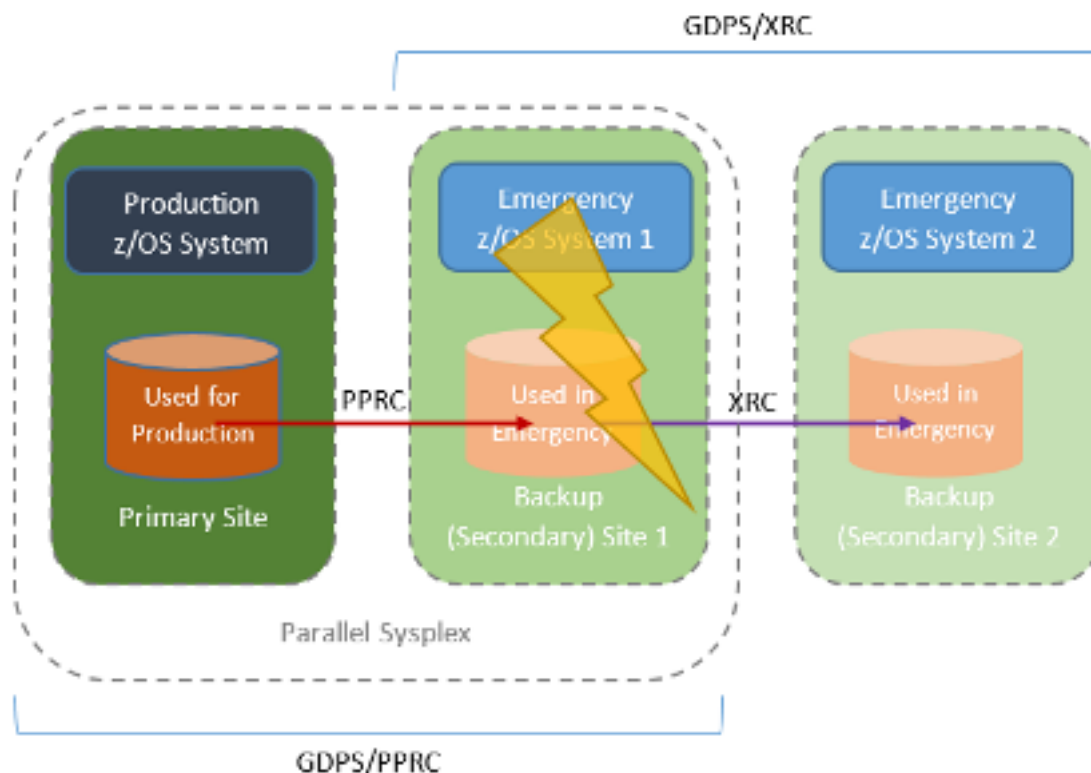 GDPS/XRC
Production
z/OS System
Emergency
z/OS System 1
Emergency
z/OS System 2
Used for
Production
PPRC
Used in
Emergency
XRC
Used in
Emergency
Primary Site
Backup
(Secondary) Site 1
Backup
(Secondary) Site 2
Parallel Sysplex
GDPS/PPRC